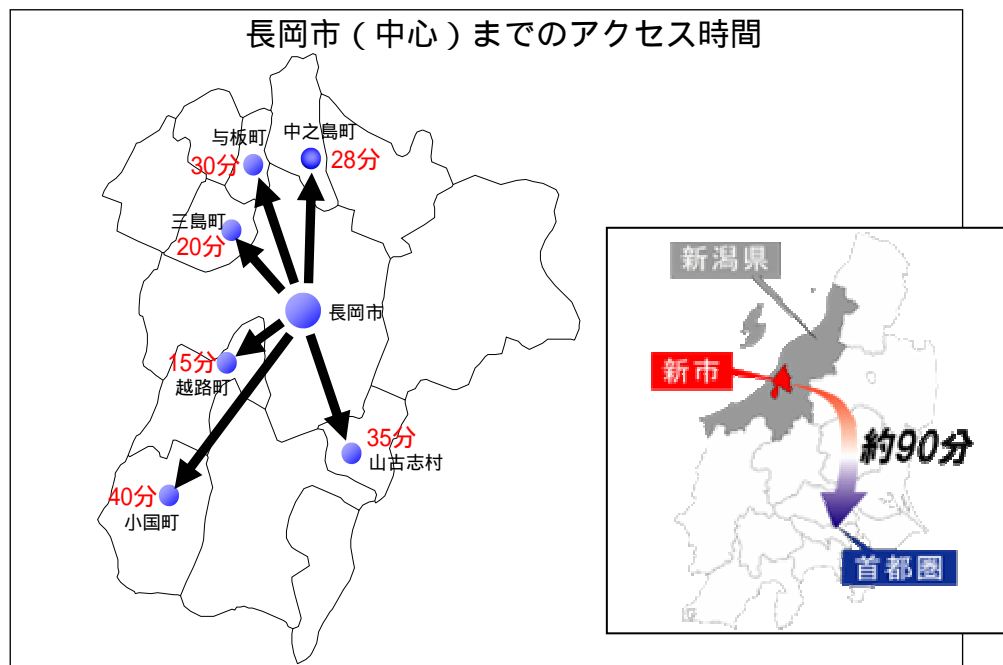 長岡市（中心）までのアクセス時間
与板町
30分
中之島町
28分
三島町
20分
長岡市
15分
越路町
35分
山古志村
40分
小国町
新潟県
新市
約90分
首都圏